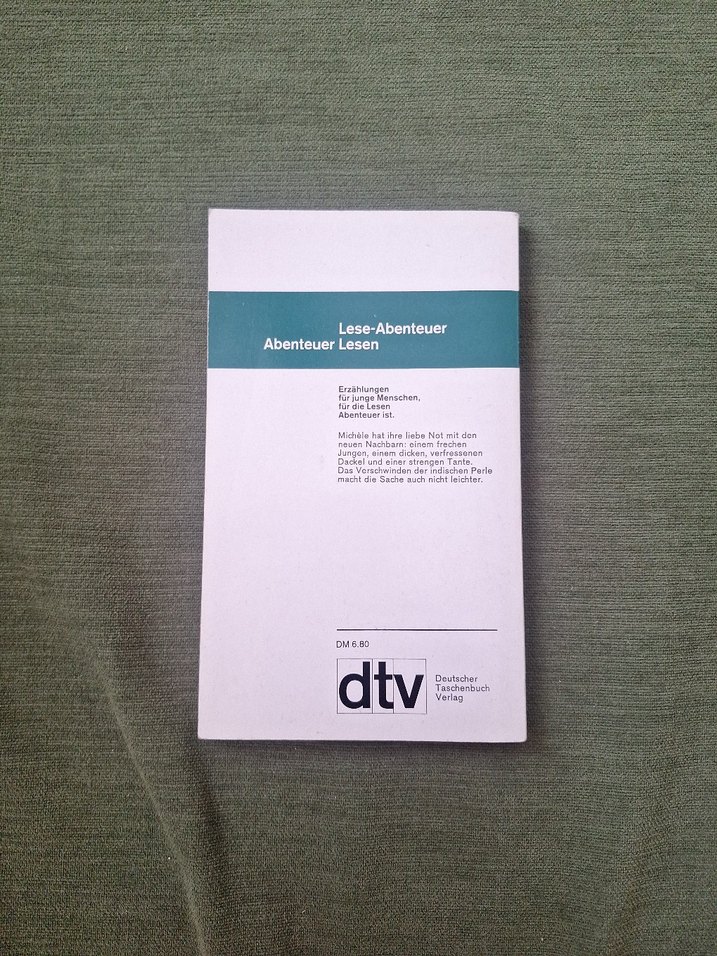 Lese-Abenteuer
Abenteuer Lesen
Erzählungen
für junge Menschen,
für die Lesen
Abenteuer ist.
Michèle hat ihre liebe Not mit den
neuen Nachbarn: einem frechen
Jungen, einem dicken, verfressenen
Dackel und einer strengen Tante.
Das Verschwinden der indischen Perle
macht die Sache auch nicht leichter.
DM 6.80
dtv
Deutscher
Taschenbuch
Verlag